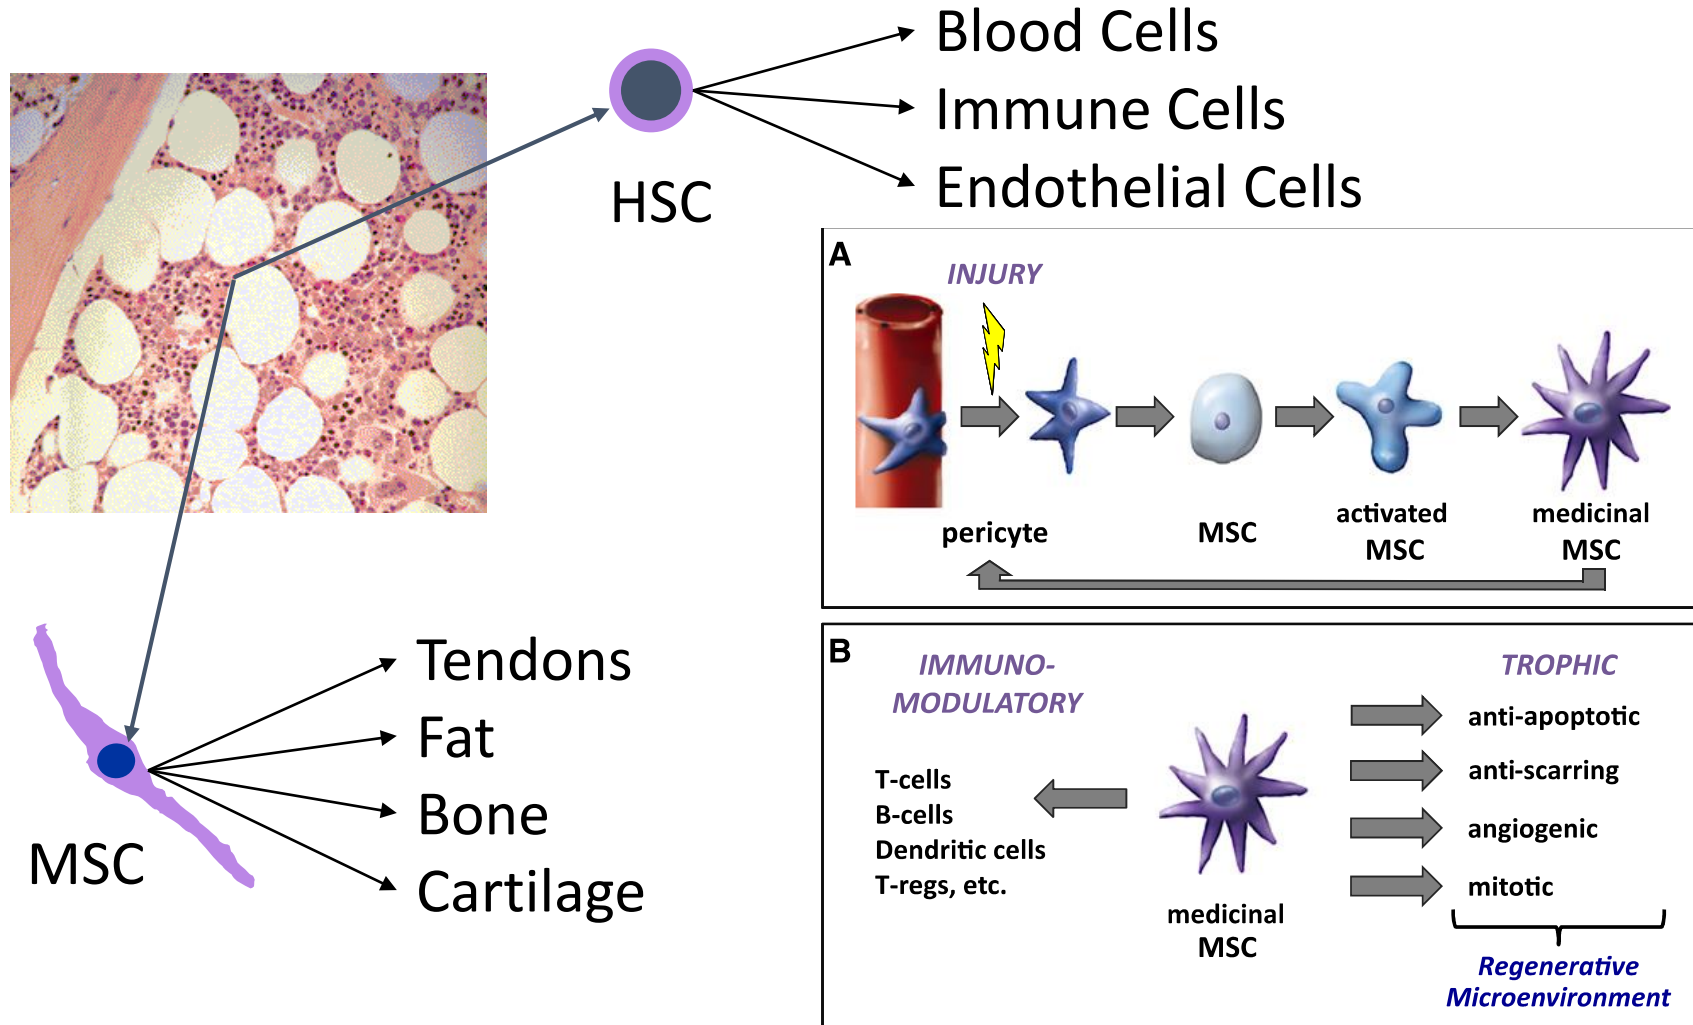 Blood Cells
Immune Cells
Endothelial Cells
HSC
MSC
Tendons
Fat
Bone
Cartilage
A
INJURY
pericyte
MSC
activated
MSC
medicinal
MSC
B
IMMUNO-
MODULATORY
T-cells
B-cells
Dendritic cells
T-regs, etc.
medicinal
MSC
TROPHIC
anti-apoptotic
anti-scarring
angiogenic
mitotic
Regenerative
Microenvironment